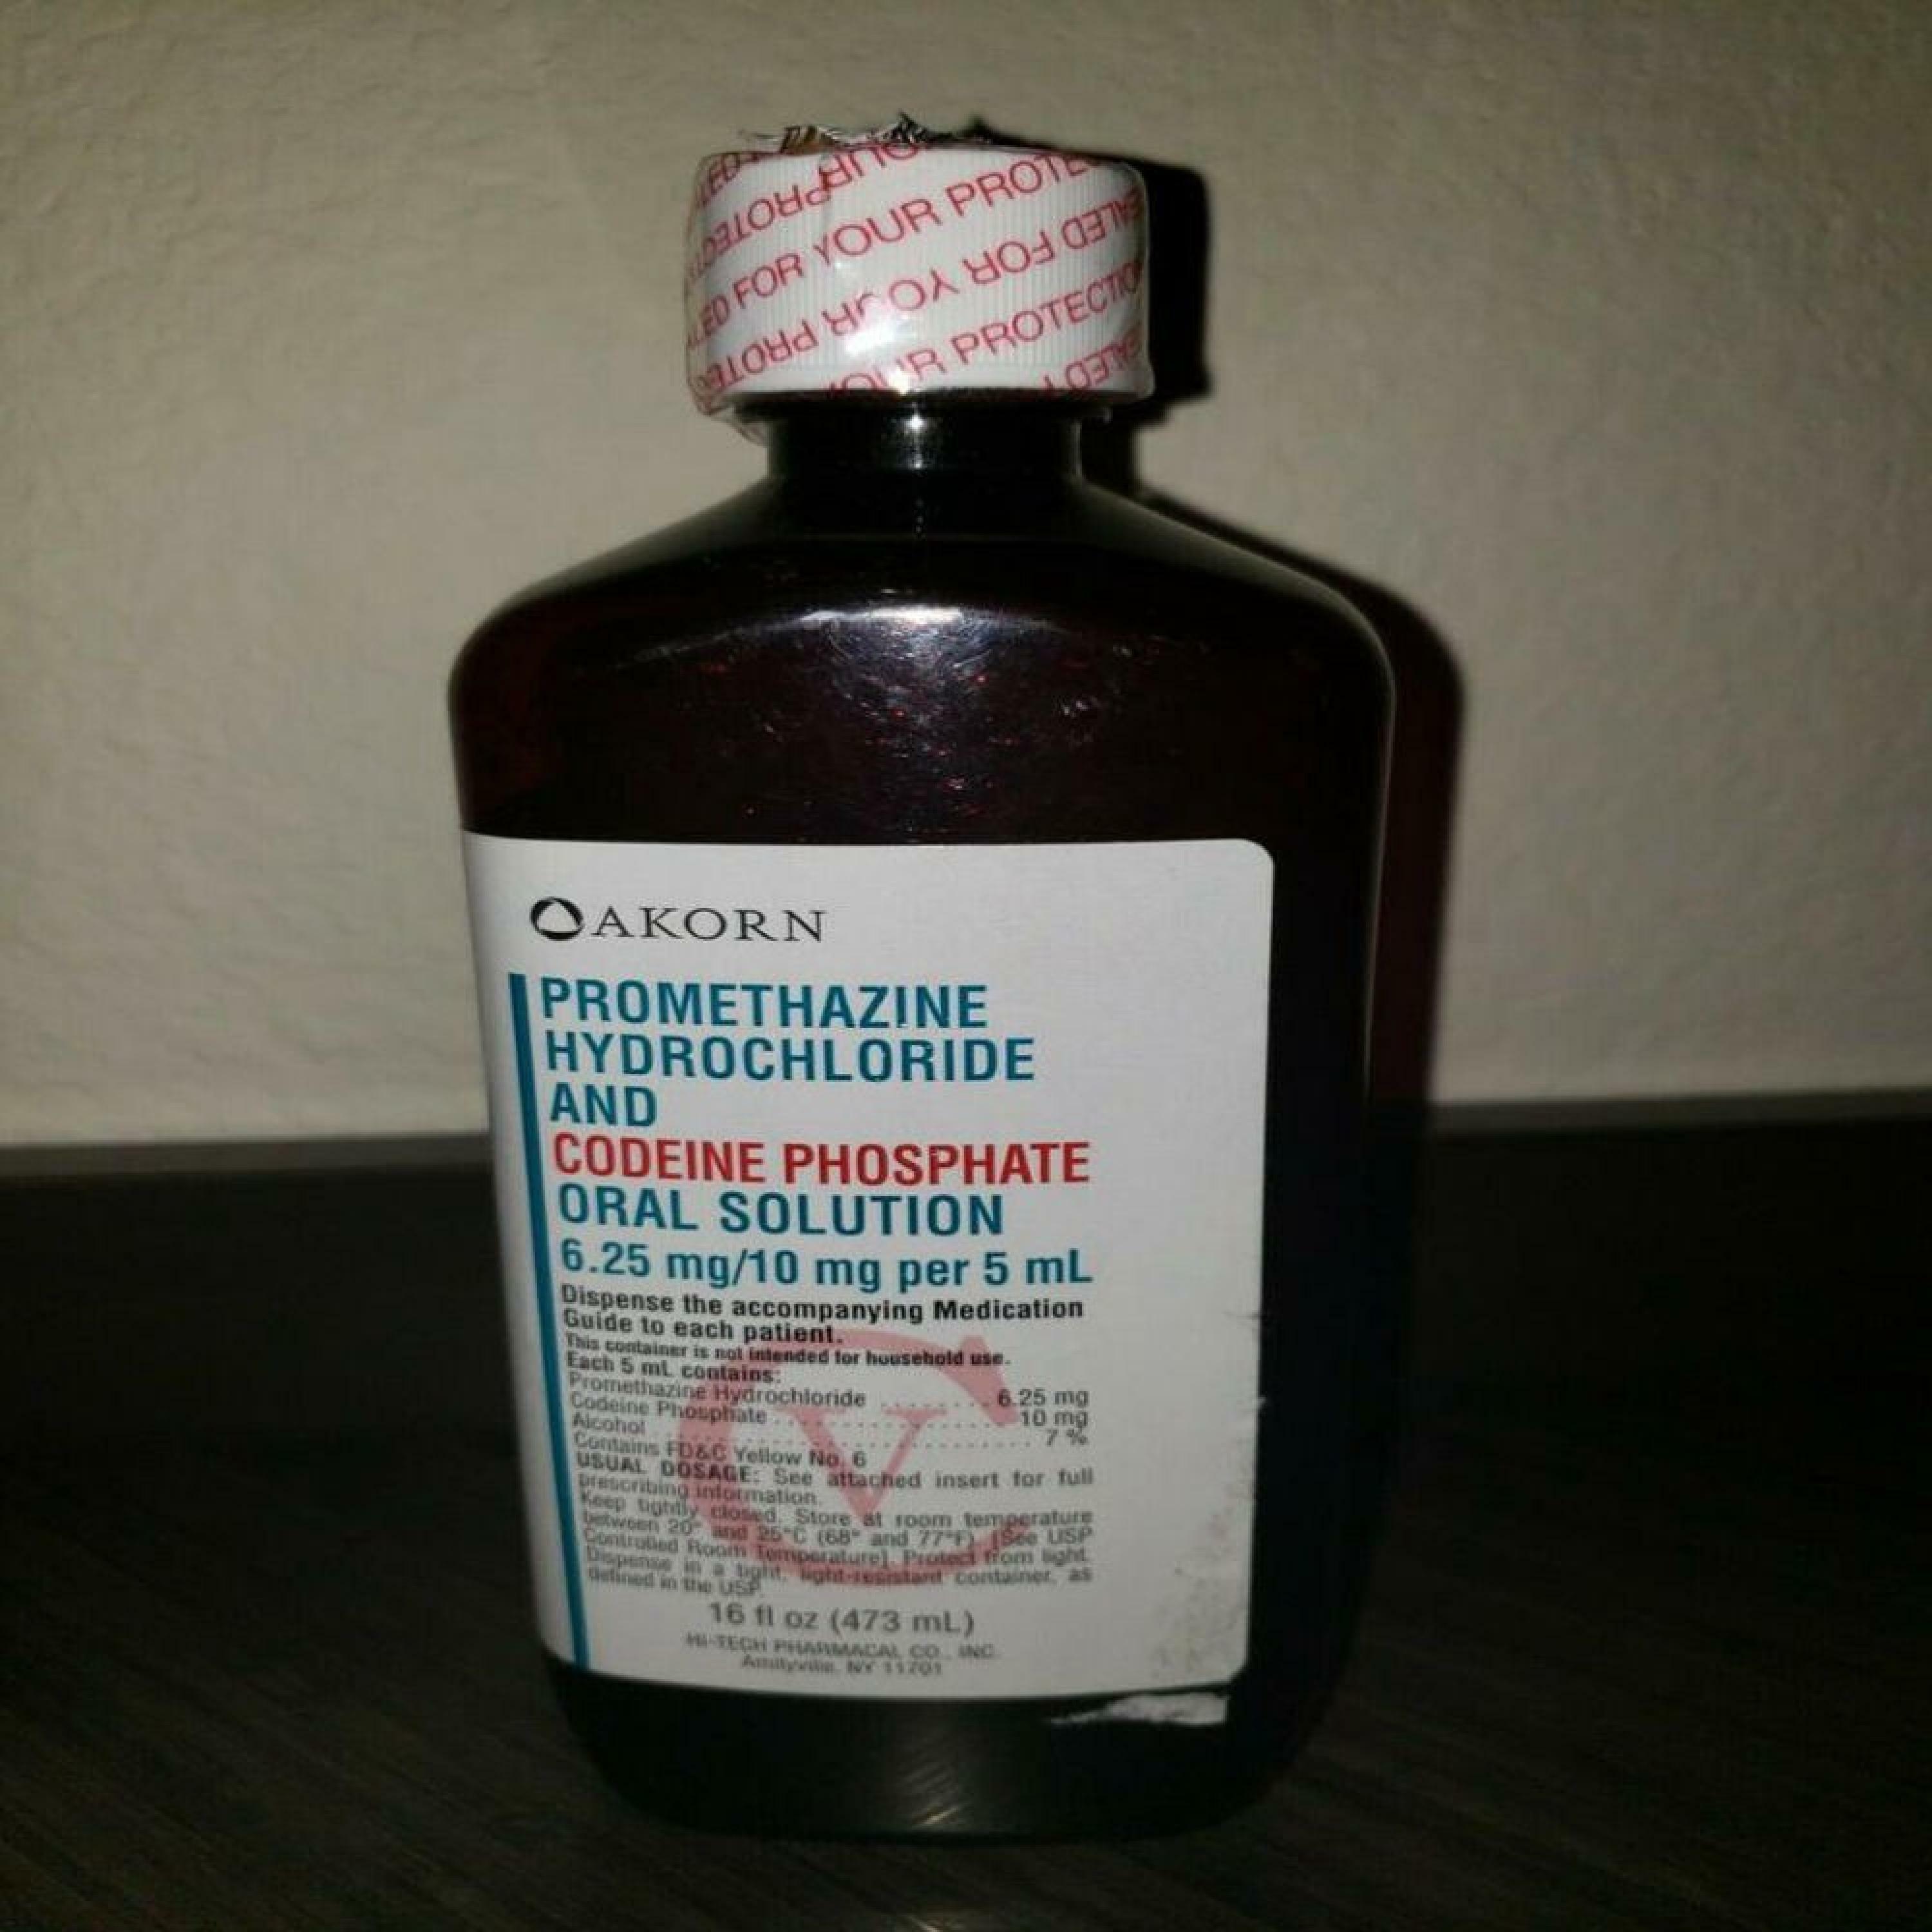 SEALED FOR YOUR PROTECTION
AKORN
PROMETHAZINE
HYDROCHLORIDE
AND
CODEINE PHOSPHATE
ORAL SOLUTION
6.25 mg/10 mg per 5 mL
Dispense the accompanying Medication
Guide to each patient.
This container is not intended for household use.
Each 5 mL contains:
Promethazine Hydrochloride ........ 6.25 mg
Codeine Phosphate ........ 10 mg
Alcohol ........ 7 %
Contains FD&C Yellow No. 6
USUAL DOSAGE: See attached insert for full
prescribing information.
Keep tightly closed. Store at room temperature
between 20° and 25°C (68° and 77°F) [See USP
Controlled Room Temperature]. Protect from light.
Dispense in a tight, light-resistant container, as
defined in the USP.
CV
16 fl oz (473 mL)
HI-TECH PHARMACAL CO., INC.
Amityville, NY 11701